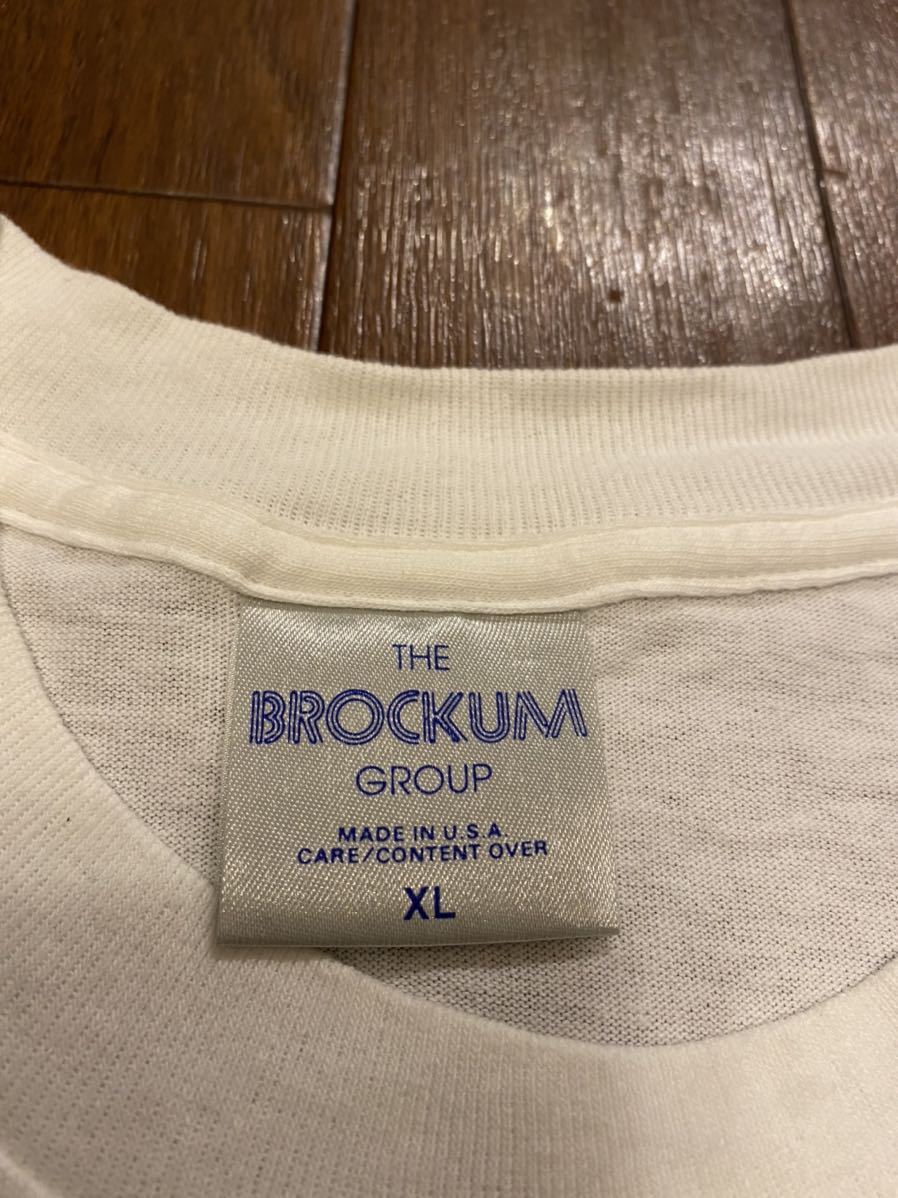 THE
BROCKUM
GROUP
MADE IN U.S.A.
CARE/CONTENT OVER
XL